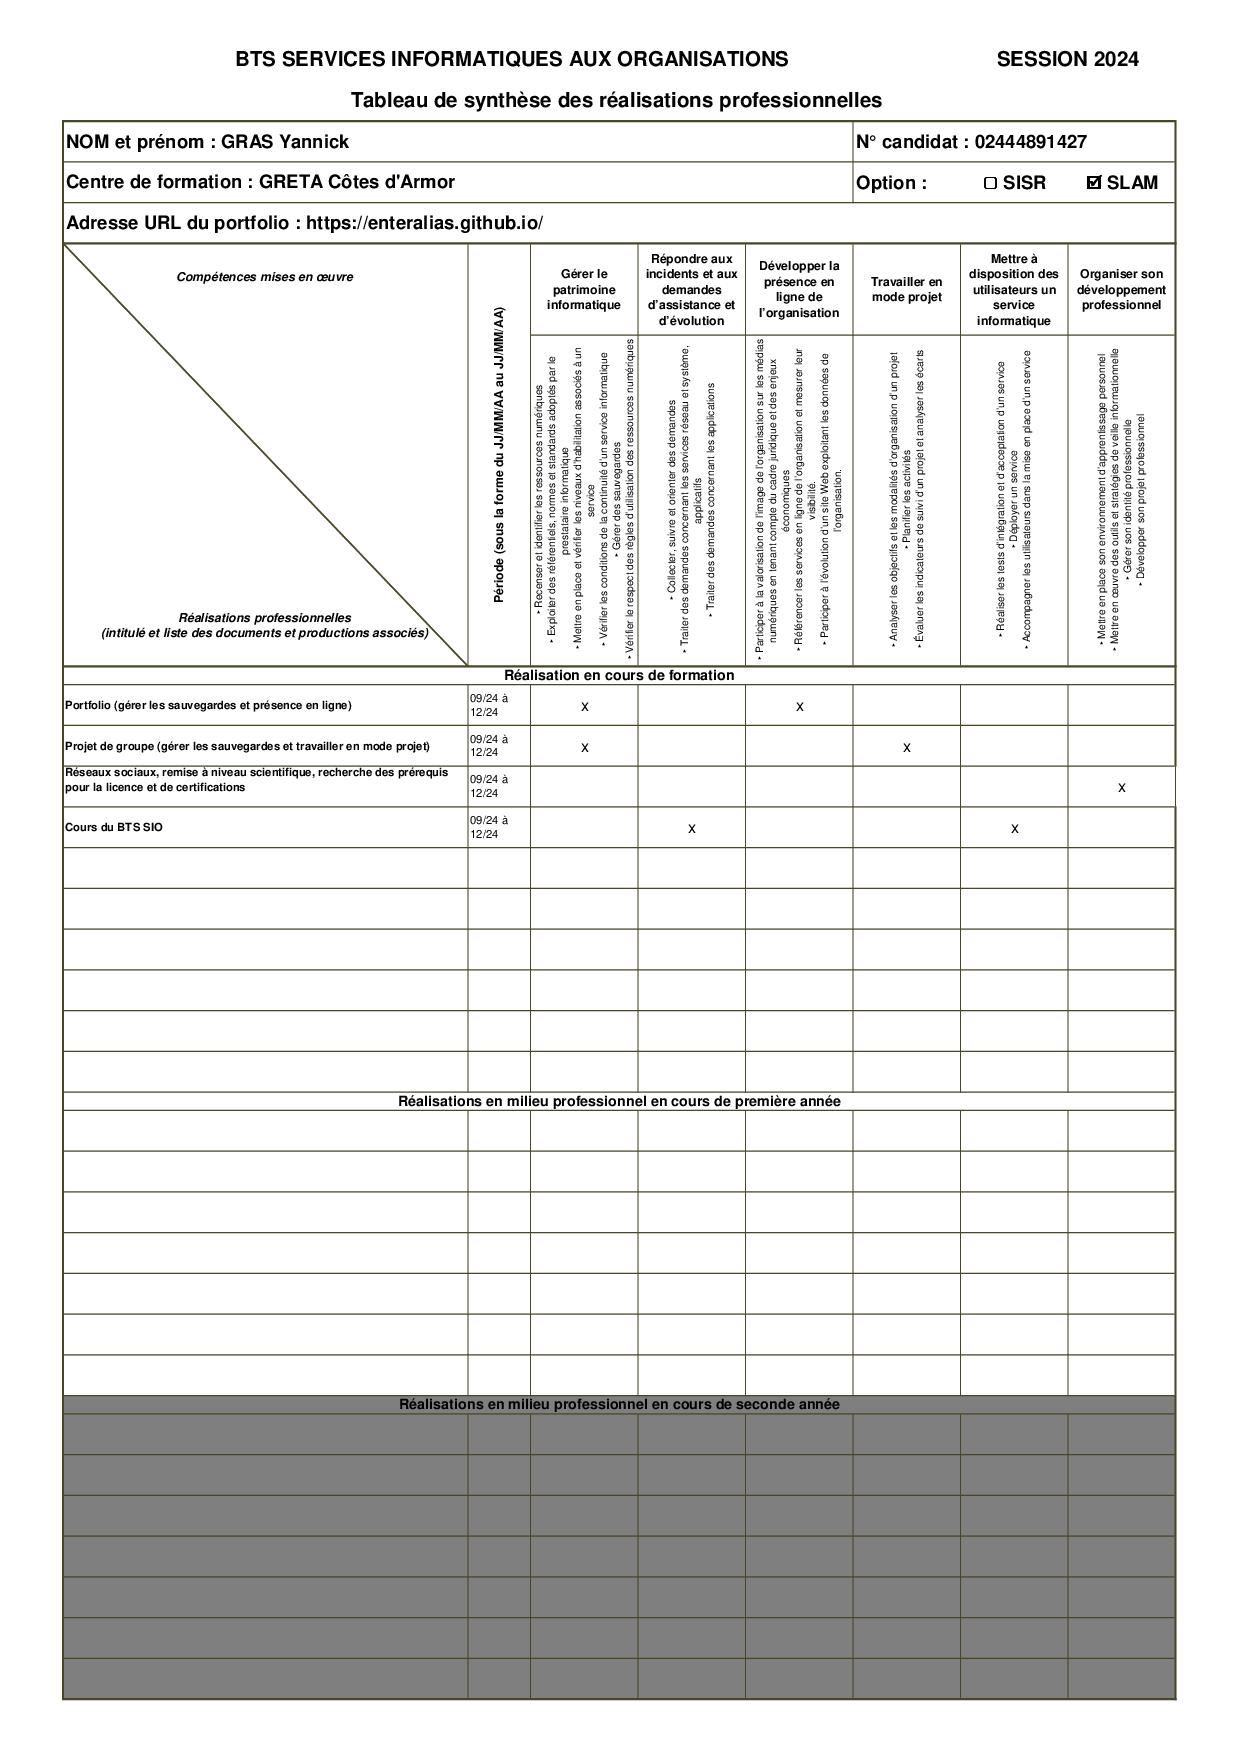 BTS SERVICES INFORMATIQUES AUX ORGANISATIONS SESSION 2024
Tableau de synthèse des réalisations professionnelles
NOM et prénom : GRAS Yannick N° candidat : 02444891427
Centre de formation : GRETA Côtes d'Armor Option : SISR SLAM
Adresse URL du portfolio : https://enteralias.github.io/
Compétences mises en œuvre
Réalisations professionnelles
(intitulé et liste des documents et productions associés)
Période (sous la forme du JJ/MM/AA au JJ/MM/AA)
Gérer le
patrimoine
informatique
Répondre aux
incidents et aux
demandes
d'assistance et
d'évolution
Développer la
présence en
ligne de
l'organisation
Travailler en
mode projet
Mettre à
disposition des
utilisateurs un
service
informatique
Organiser son
développement
professionnel
‣ Recenser et identifier les ressources numériques
‣ Exploiter des référentiels, normes et standards adoptés par le
prestataire informatique
‣ Mettre en place et vérifier les niveaux d'habilitation associés à un
service
‣ Vérifier les conditions de la continuité d'un service informatique
‣ Gérer des sauvegardes
‣ Vérifier le respect des règles d'utilisation des ressources numériques
‣ Collecter, suivre et orienter des demandes
‣ Traiter des demandes concernant les services réseau et système,
applicatifs
‣ Traiter des demandes concernant les applications
‣ Participer à la valorisation de l'image de l'organisation sur les médias
numériques en tenant compte du cadre juridique et des enjeux
économiques
‣ Référencer les services en ligne de l'organisation et mesurer leur
visibilité.
‣ Participer à l'évolution d'un site Web exploitant les données de
l'organisation.
‣ Analyser les objectifs et les modalités d'organisation d'un projet
‣ Planifier les activités
‣ Évaluer les indicateurs de suivi d'un projet et analyser les écarts
‣ Réaliser les tests d'intégration et d'acceptation d'un service
‣ Déployer un service
‣ Accompagner les utilisateurs dans la mise en place d'un service
‣ Mettre en place son environnement d'apprentissage personnel
‣ Mettre en œuvre des outils et stratégies de veille informationnelle
‣ Gérer son identité professionnelle
‣ Développer son projet professionnel
Réalisation en cours de formation
Portfolio (gérer les sauvegardes et présence en ligne) 09/24 à
12/24 x x
Projet de groupe (gérer les sauvegardes et travailler en mode projet) 09/24 à
12/24 x x
Réseaux sociaux, remise à niveau scientifique, recherche des prérequis
pour la licence et de certifications 09/24 à
12/24 x
Cours du BTS SIO 09/24 à
12/24 x x
Réalisations en milieu professionnel en cours de première année
Réalisations en milieu professionnel en cours de seconde année